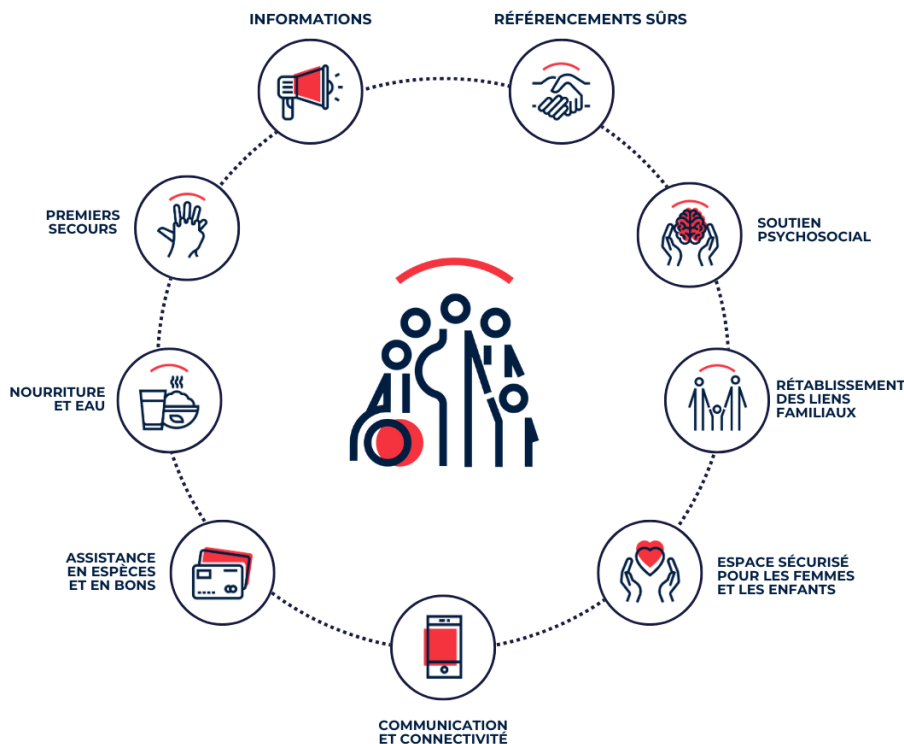 INFORMATIONS
RÉFÉRENCEMENTS SÛRS
PREMIERS
SECOURS
SOUTIEN
PSYCHOSOCIAL
NOURRITURE
ET EAU
RÉTABLISSEMENT
DES LIENS
FAMILIAUX
ASSISTANCE
EN ESPÈCES
ET EN BONS
ESPACE SÉCURISÉ
POUR LES FEMMES
ET LES ENFANTS
COMMUNICATION
ET CONNECTIVITÉ